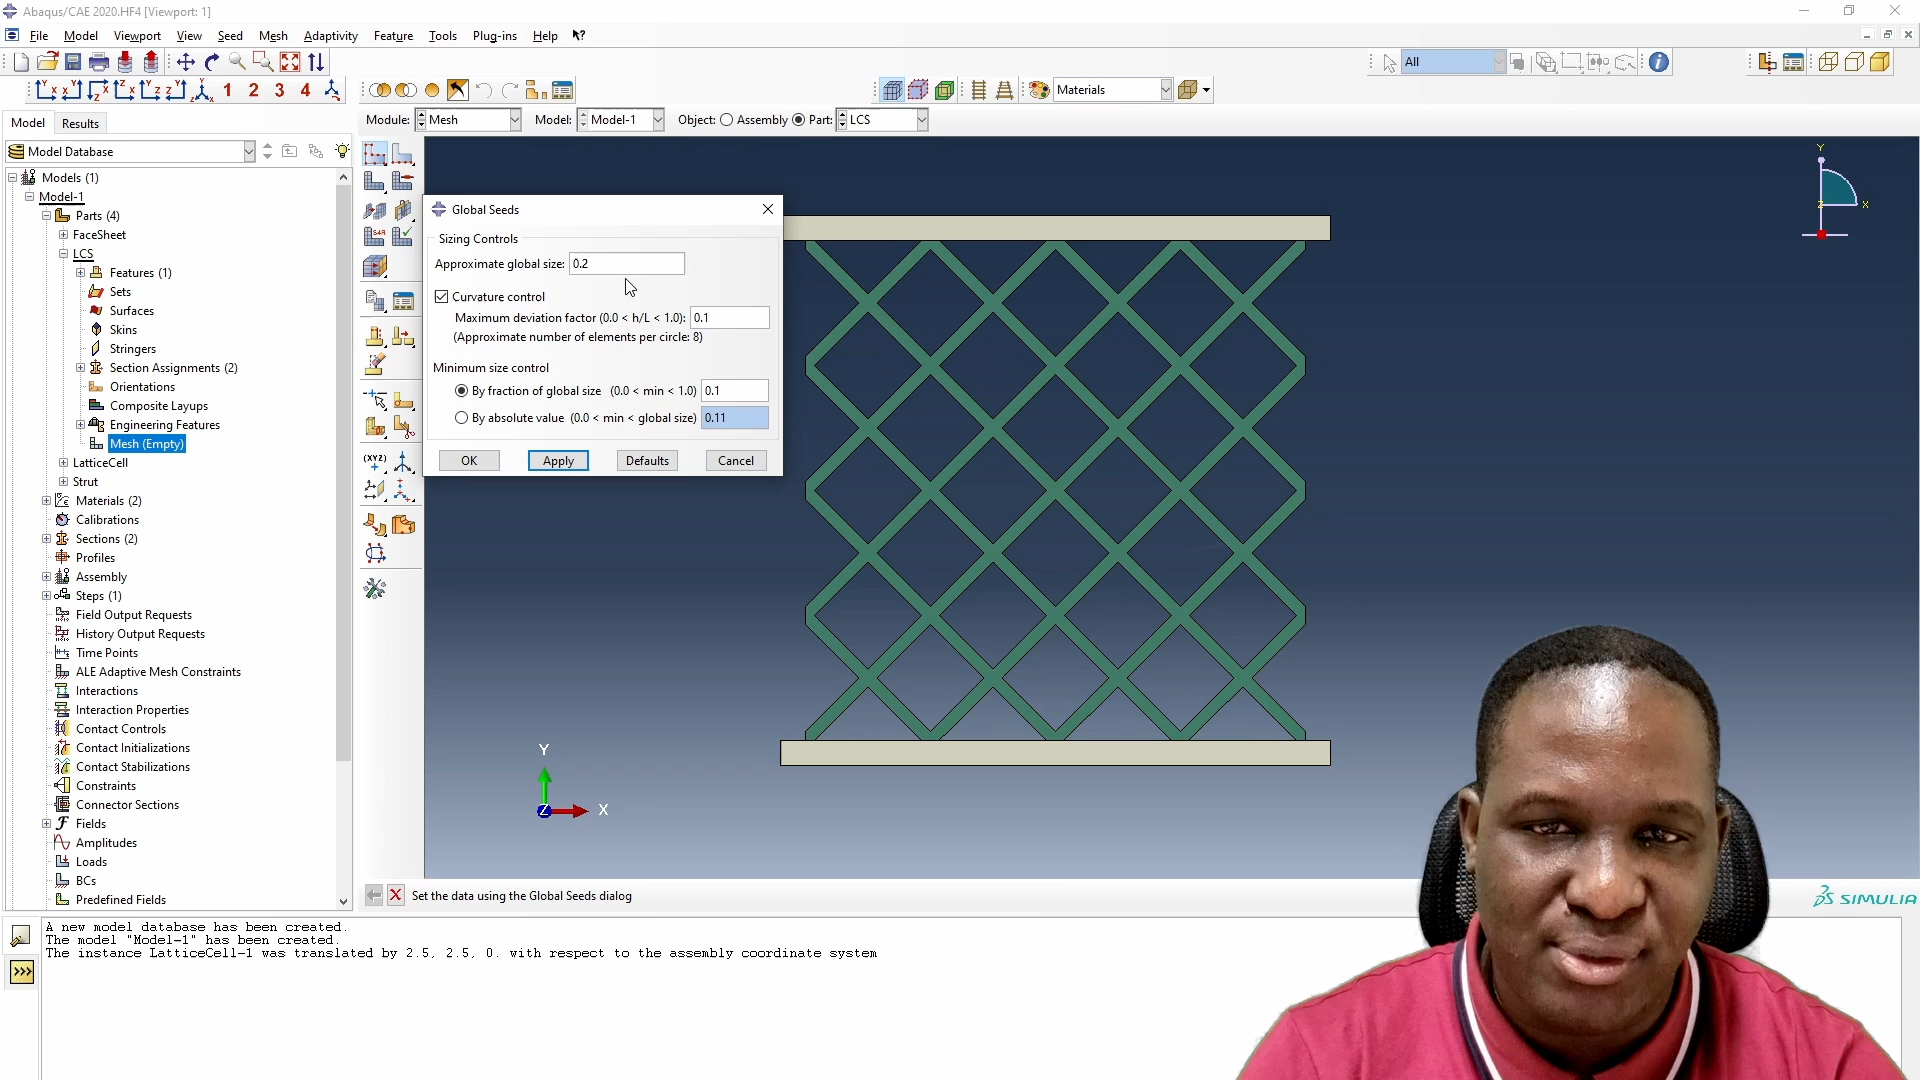 Abaqus/CAE 2020.HF4 [Viewport: 1]
File Model Viewport View Seed Mesh Adaptivity Feature Tools Plug-ins Help
All
1 2 3 4
Materials
Model Results
Module: Mesh Model: Model-1 Object: Assembly Part: LCS
Model Database
Models (1)
Model-1
Parts (4)
FaceSheet
LCS
Features (1)
Sets
Surfaces
Skins
Stringers
Section Assignments (2)
Orientations
Composite Layups
Engineering Features
Mesh (Empty)
LatticeCell
Strut
Materials (2)
Calibrations
Sections (2)
Profiles
Assembly
Steps (1)
Field Output Requests
History Output Requests
Time Points
ALE Adaptive Mesh Constraints
Interactions
Interaction Properties
Contact Controls
Contact Initializations
Contact Stabilizations
Constraints
Connector Sections
Fields
Amplitudes
Loads
BCs
Predefined Fields
Global Seeds
Sizing Controls
Approximate global size: 0.2
Curvature control
Maximum deviation factor (0.0 < h/L < 1.0): 0.1
(Approximate number of elements per circle: 8)
Minimum size control
By fraction of global size (0.0 < min < 1.0) 0.1
By absolute value (0.0 < min < global size) 0.11
OK Apply Defaults Cancel
Y
X
Z
Y
X
Z
Set the data using the Global Seeds dialog
SIMULIA
A new model database has been created.
The model "Model-1" has been created.
The instance LatticeCell-1 was translated by 2.5, 2.5, 0. with respect to the assembly coordinate system